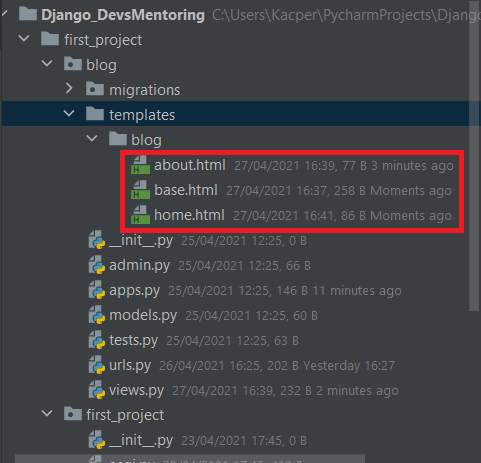 Django_DevsMentoring C:\Users\Kacper\PycharmProjects\Django
first_project
blog
migrations
templates
blog
about.html 27/04/2021 16:39, 77 B 3 minutes ago
base.html 27/04/2021 16:37, 258 B Moments ago
home.html 27/04/2021 16:41, 86 B Moments ago
__init__.py 25/04/2021 12:25, 0 B
admin.py 25/04/2021 12:25, 66 B
apps.py 25/04/2021 12:25, 146 B 11 minutes ago
models.py 25/04/2021 12:25, 60 B
tests.py 25/04/2021 12:25, 63 B
urls.py 26/04/2021 16:25, 202 B Yesterday 16:27
views.py 27/04/2021 16:39, 232 B 2 minutes ago
first_project
__init__.py 23/04/2021 17:45, 0 B